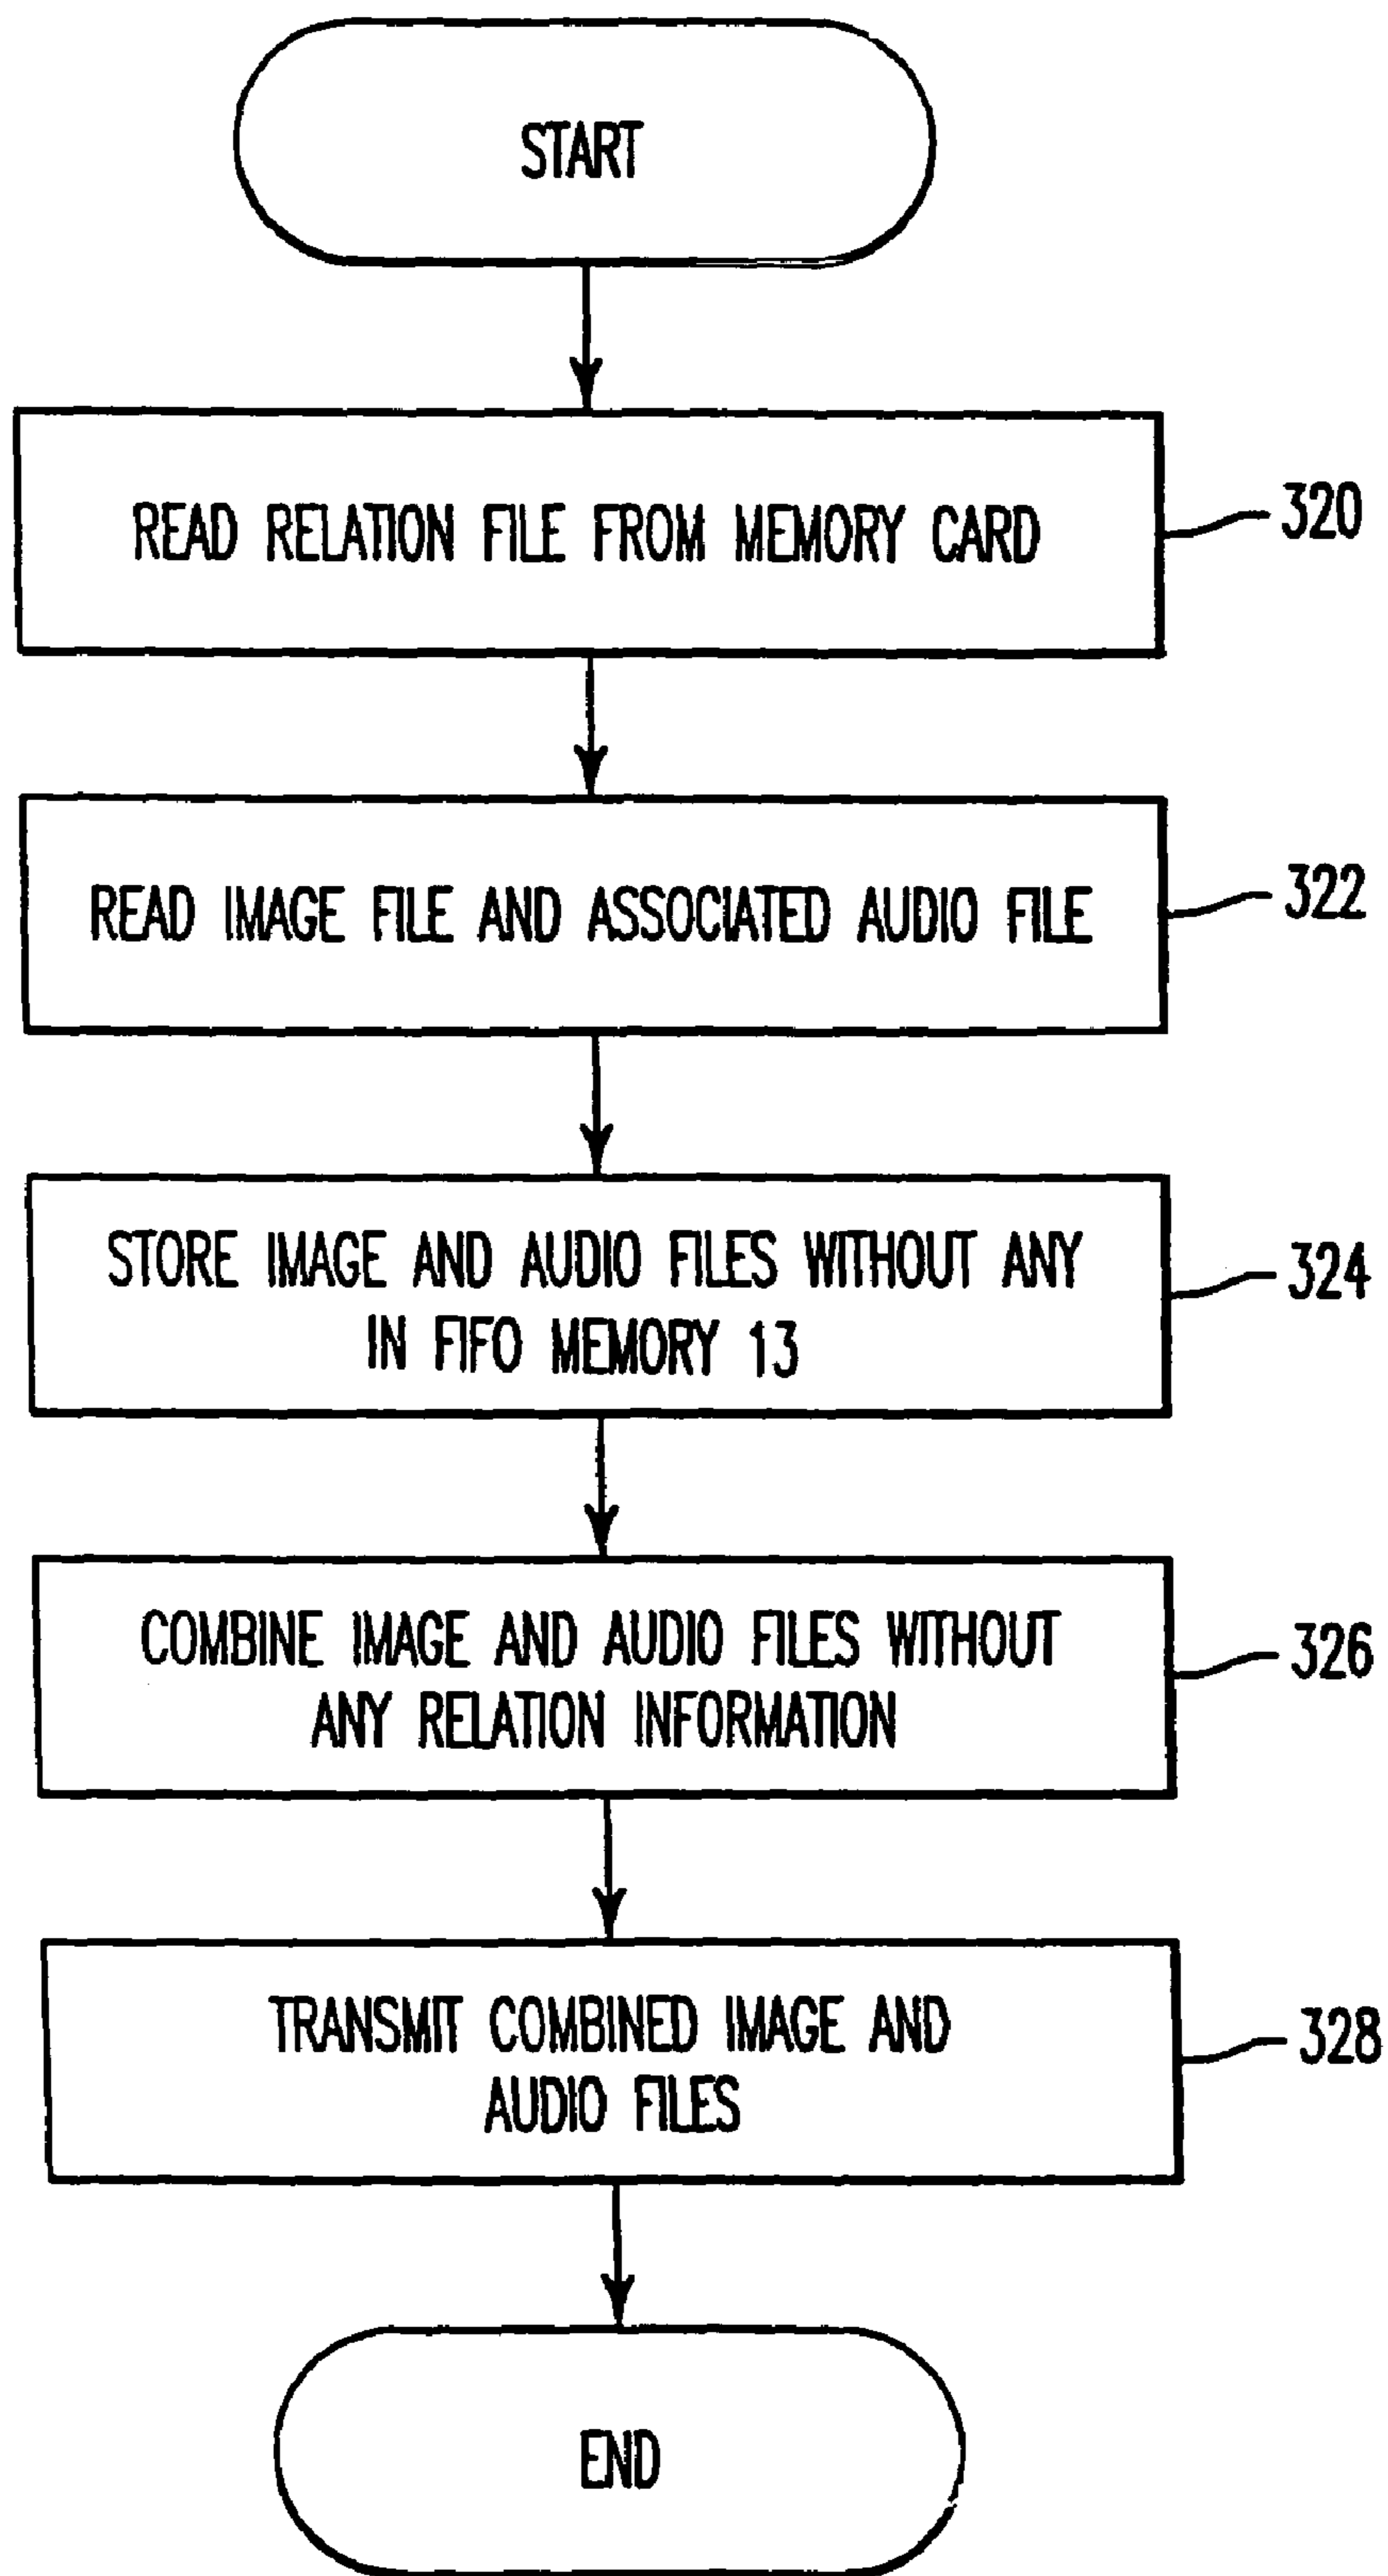 START
READ RELATION FILE FROM MEMORY CARD
320
READ IMAGE FILE AND ASSOCIATED AUDIO FILE
322
STORE IMAGE AND AUDIO FILES WITHOUT ANY
IN FIFO MEMORY 13
324
COMBINE IMAGE AND AUDIO FILES WITHOUT
ANY RELATION INFORMATION
326
TRANSMIT COMBINED IMAGE AND
AUDIO FILES
328
END